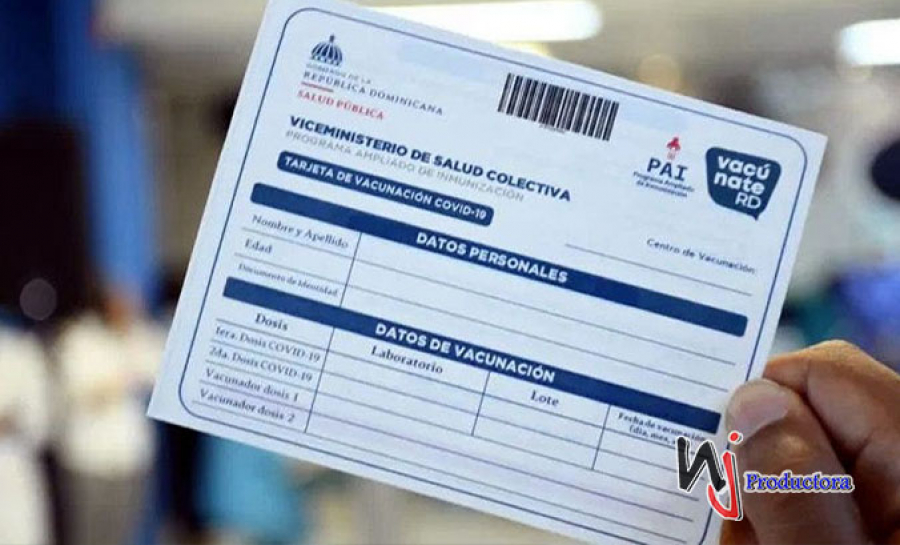 GOBIERNO DE LA
REPÚBLICA DOMINICANA
SALUD PÚBLICA
VICEMINISTERIO DE SALUD COLECTIVA
PROGRAMA AMPLIADO DE INMUNIZACIÓN
TARJETA DE VACUNACIÓN COVID-19
PAI
Programa Ampliado
de Inmunización
vacú
nate
RD
Centro de Vacunación:
DATOS PERSONALES
Nombre y Apellido
Edad
Documento de Identidad
DATOS DE VACUNACIÓN
Dosis Laboratorio Lote Fecha de vacunación
(día, mes,
1era. Dosis COVID-19
2da. Dosis COVID-19
Vacunador dosis 1
Vacunador dosis 2
NJ Productora